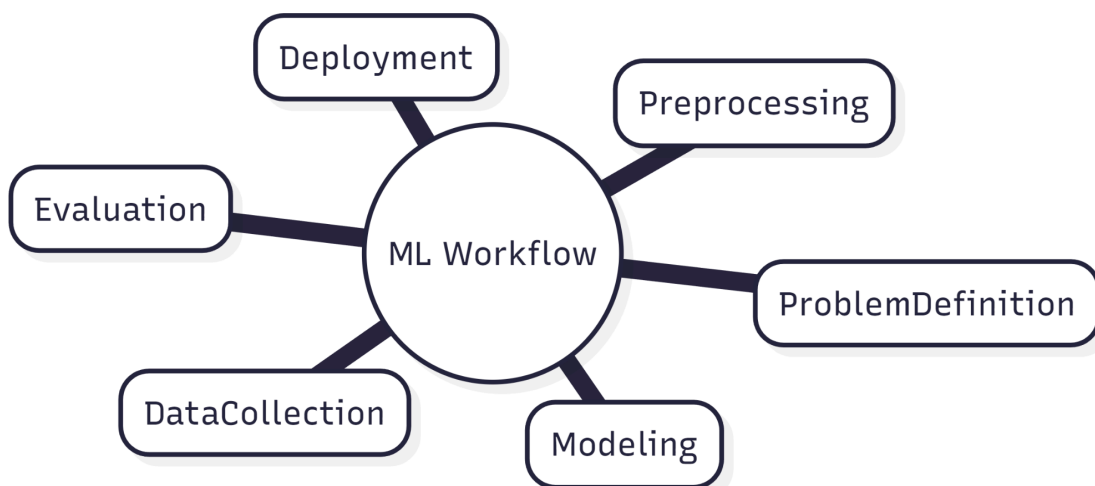 Deployment
Preprocessing
Evaluation
ML Workflow
ProblemDefinition
DataCollection
Modeling